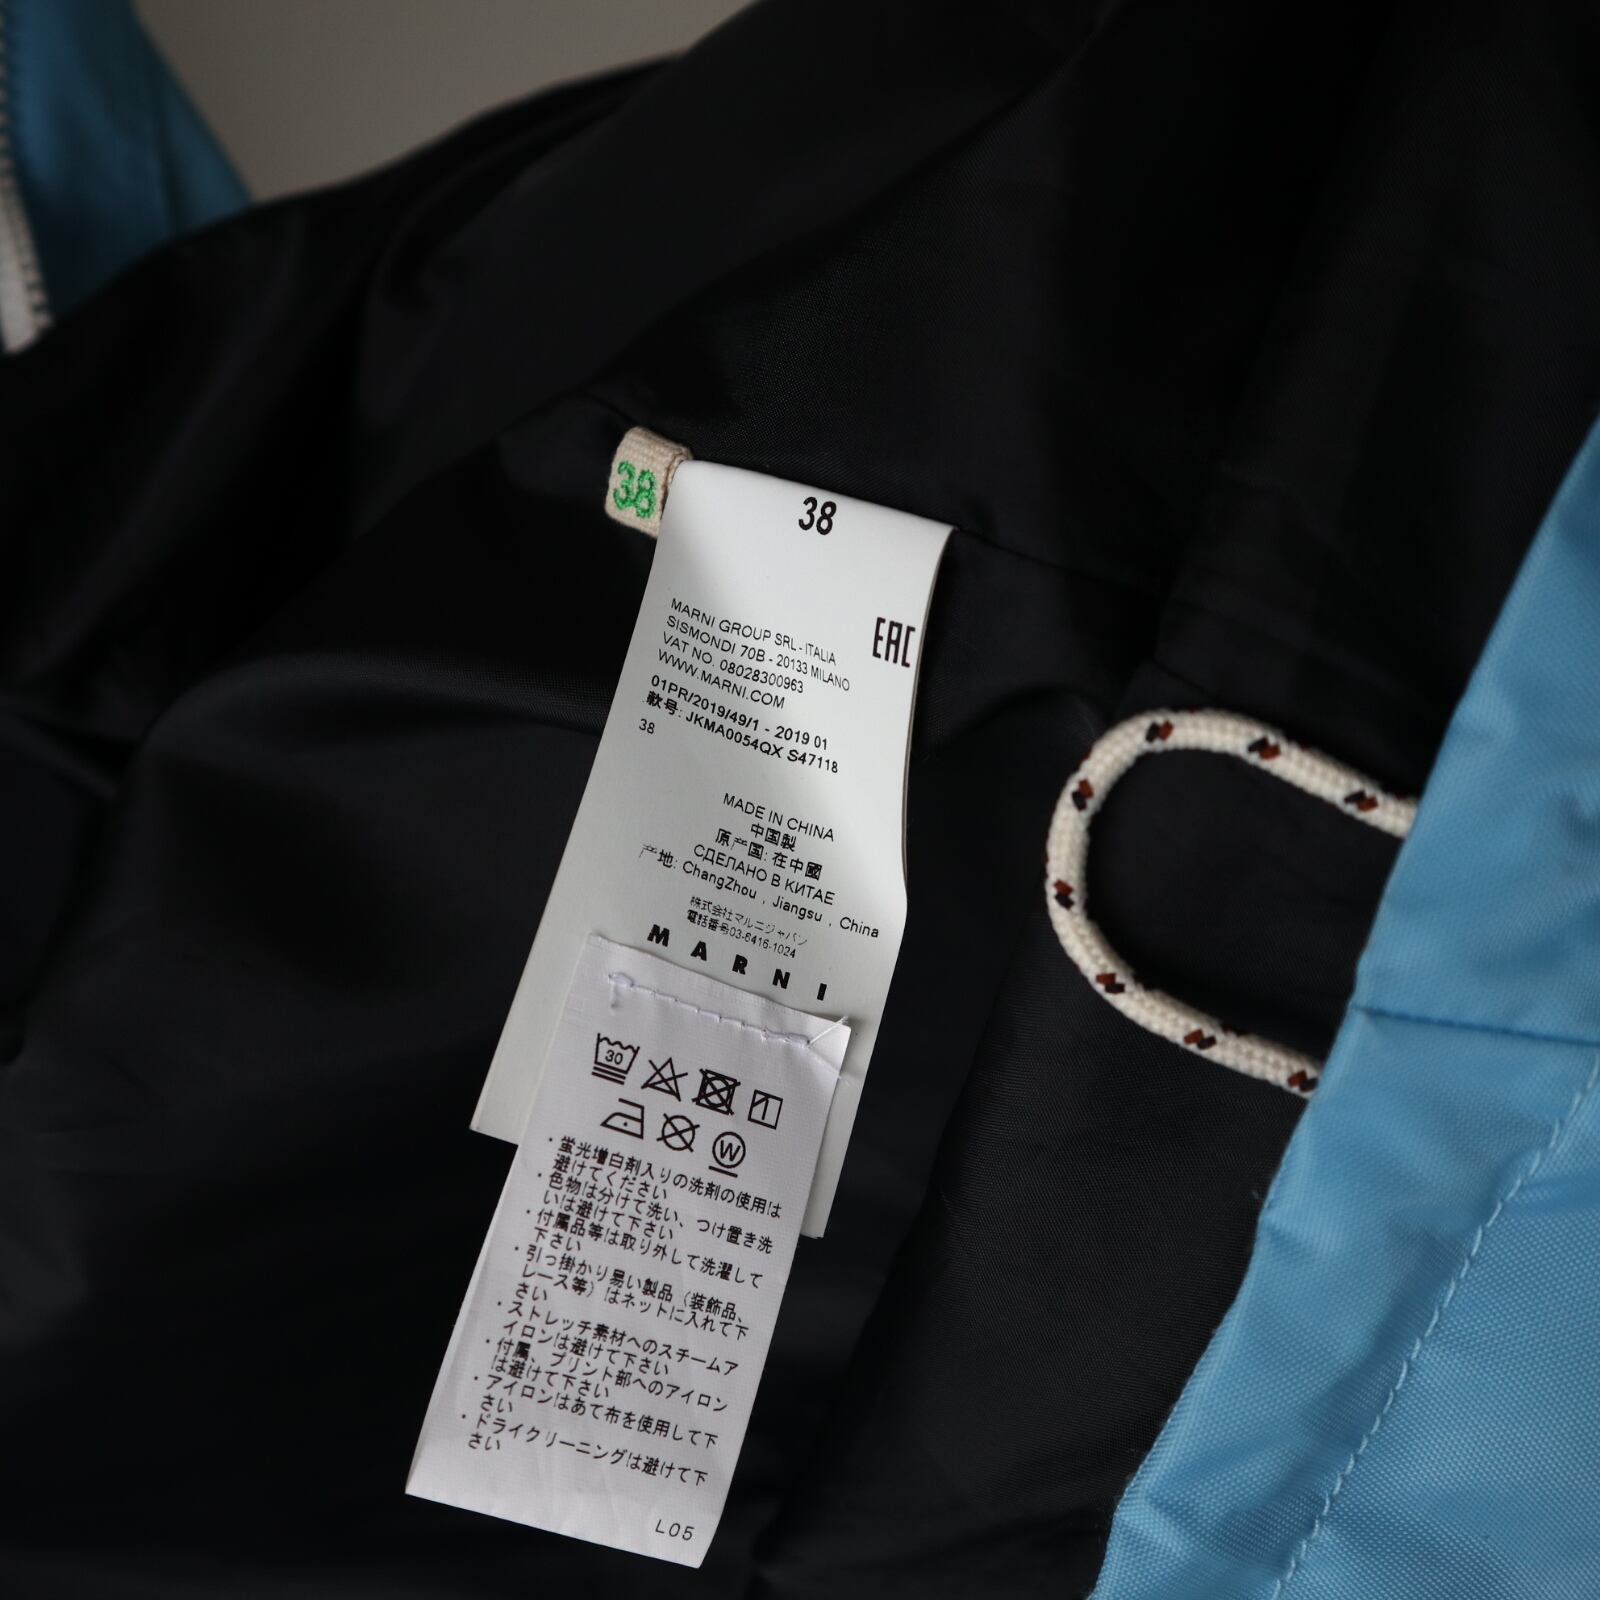 38
38
MARNI GROUP SRL - ITALIA
SISMONDI 70B - 20133 MILANO
VAT NO. 08028300963
WWW.MARNI.COM
EAC
01PR/2019/49/1 - 2019 01
款号: JKMA0054QX S47118
38
MADE IN CHINA
中国製
原产国: 在中國
СДЕЛАНО В КИТАЕ
产地: ChangZhou , Jiangsu , China
株式会社マルニジャパン
電話番号03-6416-1024
MARNI
30
W
・蛍光増白剤入りの洗剤の使用は
避けてください
・色物は分けて洗い、つけ置き洗
いは避けて下さい
・付属品等は取り外して洗濯して
下さい
・引っ掛かり易い製品（装飾品、
レース等）はネットに入れて下
さい
・ストレッチ素材へのスチームア
イロンは避けて下さい
・付属、プリント部へのアイロン
は避けて下さい
・アイロンはあて布を使用して下
さい
・ドライクリーニングは避けて下
さい
L05